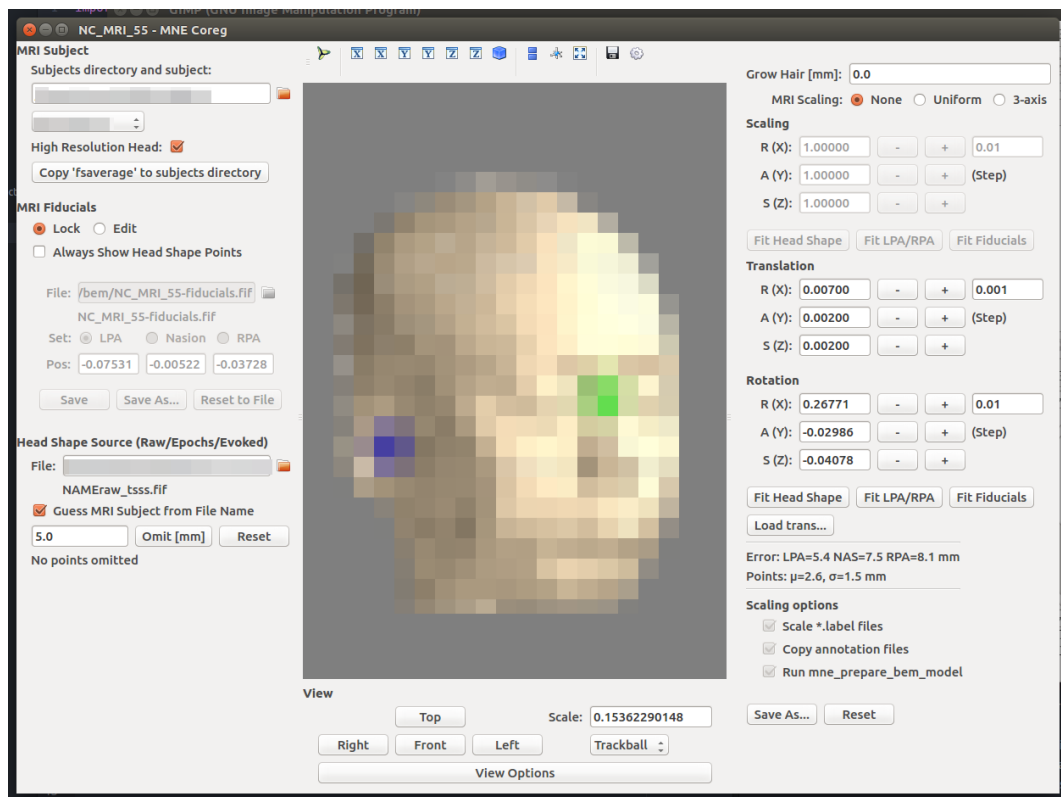 GIMP (GNU Image Manipulation Program)
NC_MRI_55 - MNE Coreg
MRI Subject
Subjects directory and subject:
High Resolution Head:
Copy 'fsaverage' to subjects directory
MRI Fiducials
Lock Edit
Always Show Head Shape Points
File: /bem/NC_MRI_55-fiducials.fif
NC_MRI_55-fiducials.fif
Set: LPA Nasion RPA
Pos: -0.07531 -0.00522 -0.03728
Save Save As... Reset to File
Head Shape Source (Raw/Epochs/Evoked)
File:
NAMEraw_tsss.fif
Guess MRI Subject from File Name
5.0 Omit [mm] Reset
No points omitted
X X Y Y Z Z
View
Top Scale: 0.15362290148
Right Front Left Trackball
View Options
Grow Hair [mm]: 0.0
MRI Scaling: None Uniform 3-axis
Scaling
R (X): 1.00000 - + 0.01
A (Y): 1.00000 - + (Step)
S (Z): 1.00000 - +
Fit Head Shape Fit LPA/RPA Fit Fiducials
Translation
R (X): 0.00700 - + 0.001
A (Y): 0.00200 - + (Step)
S (Z): 0.00200 - +
Rotation
R (X): 0.26771 - + 0.01
A (Y): -0.02986 - + (Step)
S (Z): -0.04078 - +
Fit Head Shape Fit LPA/RPA Fit Fiducials
Load trans...
Error: LPA=5.4 NAS=7.5 RPA=8.1 mm
Points: μ=2.6, σ=1.5 mm
Scaling options
Scale *.label files
Copy annotation files
Run mne_prepare_bem_model
Save As... Reset